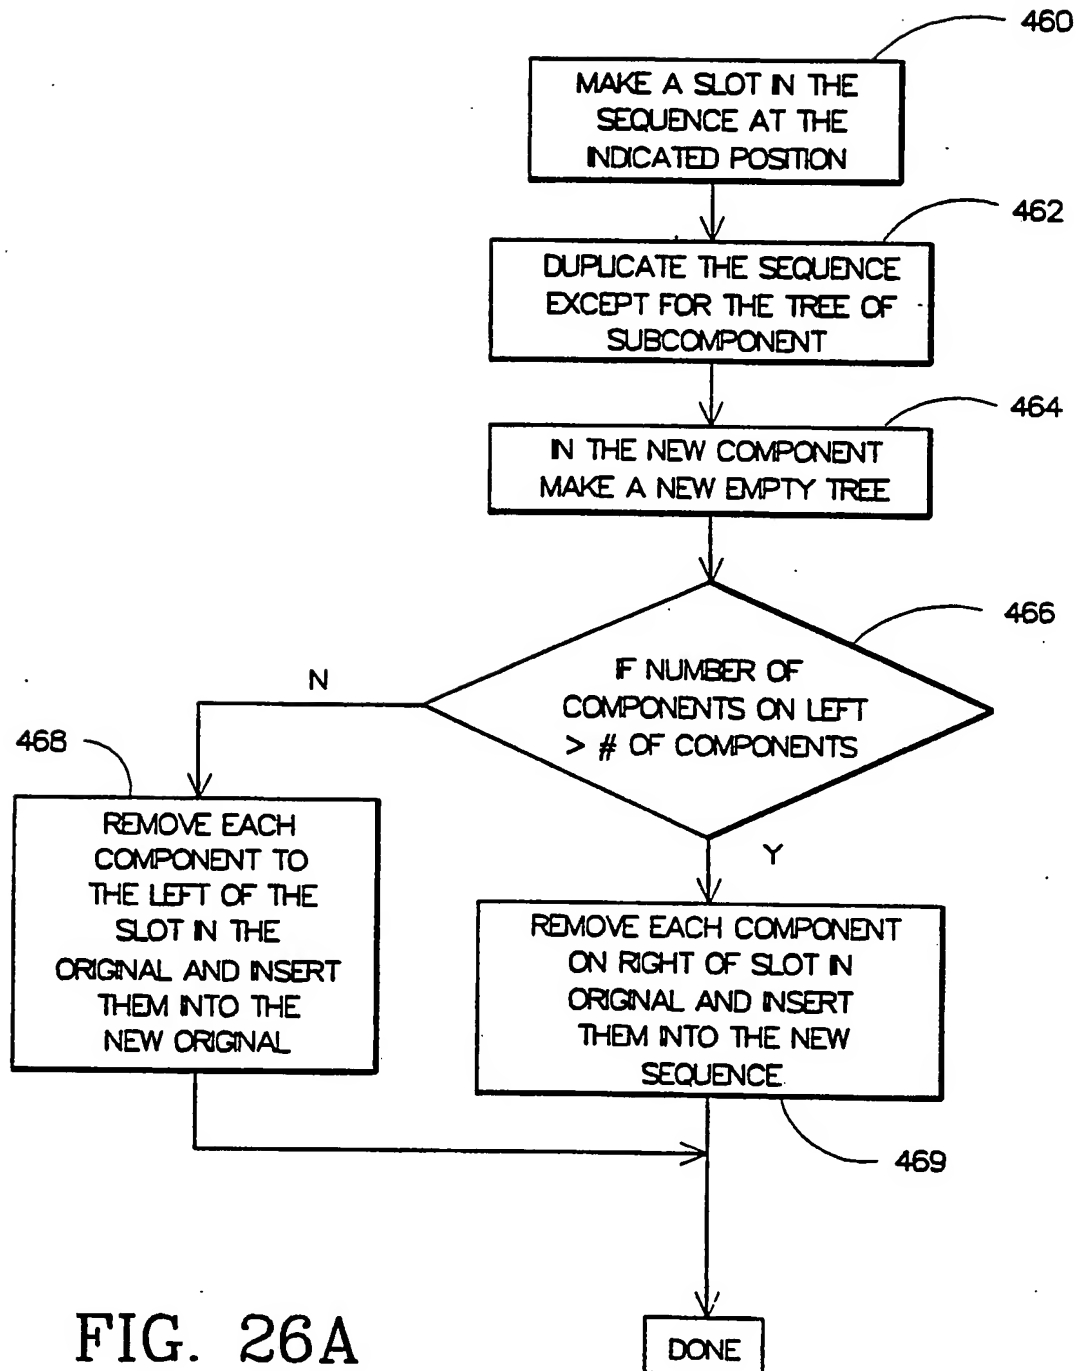 460
MAKE A SLOT IN THE
SEQUENCE AT THE
INDICATED POSITION
462
DUPLICATE THE SEQUENCE
EXCEPT FOR THE TREE OF
SUBCOMPONENT
464
IN THE NEW COMPONENT
MAKE A NEW EMPTY TREE
466
IF NUMBER OF
COMPONENTS ON LEFT
> # OF COMPONENTS
N
Y
468
REMOVE EACH
COMPONENT TO
THE LEFT OF THE
SLOT IN THE
ORIGINAL AND INSERT
THEM INTO THE
NEW ORIGINAL
REMOVE EACH COMPONENT
ON RIGHT OF SLOT IN
ORIGINAL AND INSERT
THEM INTO THE NEW
SEQUENCE
469
DONE
FIG. 26A